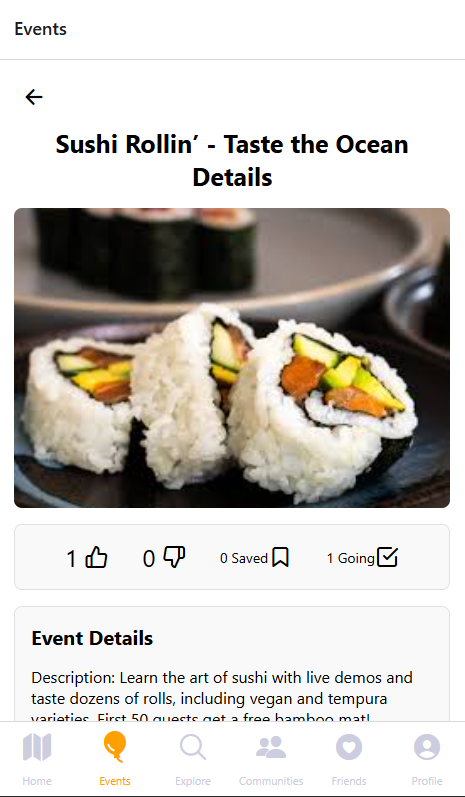 Events
Sushi Rollin’ - Taste the Ocean
Details
1
0
0 Saved
1 Going
Event Details
Description: Learn the art of sushi with live demos and
taste dozens of rolls, including vegan and tempura
varieties. First 50 guests get a free bamboo mat!
Home
Events
Explore
Communities
Friends
Profile